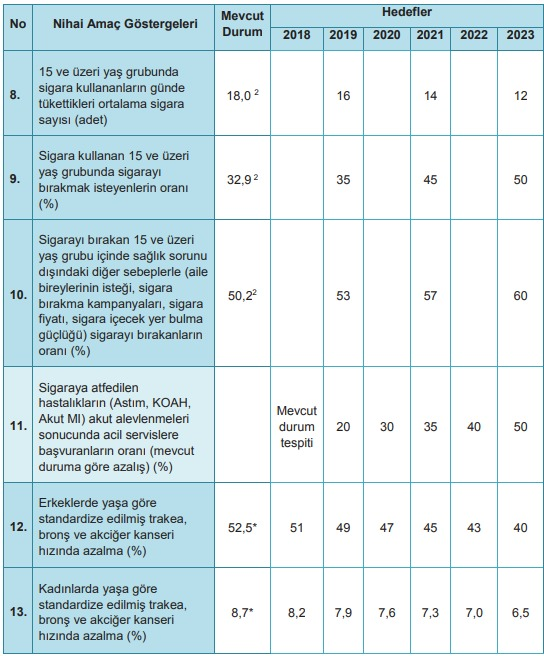 No Nihai Amaç Göstergeleri Mevcut Durum Hedefler
2018 2019 2020 2021 2022 2023
8. 15 ve üzeri yaş grubunda
sigara kullananların günde
tükettikleri ortalama sigara
sayısı (adet)
18,0 ² 16 14 12
9. Sigara kullanan 15 ve üzeri
yaş grubunda sigarayı
bırakmak isteyenlerin oranı
(%)
32,9 ² 35 45 50
10. Sigarayı bırakan 15 ve üzeri
yaş grubu içinde sağlık sorunu
dışındaki diğer sebeplerle (aile
bireylerinin isteği, sigara
bırakma kampanyaları, sigara
fiyatı, sigara içecek yer bulma
güçlüğü) sigarayı bırakanların
oranı (%)
50,2² 53 57 60
11. Sigaraya atfedilen
hastalıkların (Astım, KOAH,
Akut MI) akut alevlenmeleri
sonucunda acil servislere
başvuranların oranı (mevcut
duruma göre azalış) (%)
Mevcut
durum
tespiti
20 30 35 40 50
12. Erkeklerde yaşa göre
standardize edilmiş trakea,
bronş ve akciğer kanseri
hızında azalma (%)
52,5* 51 49 47 45 43 40
13. Kadınlarda yaşa göre
standardize edilmiş trakea,
bronş ve akciğer kanseri
hızında azalma (%)
8,7* 8,2 7,9 7,6 7,3 7,0 6,5